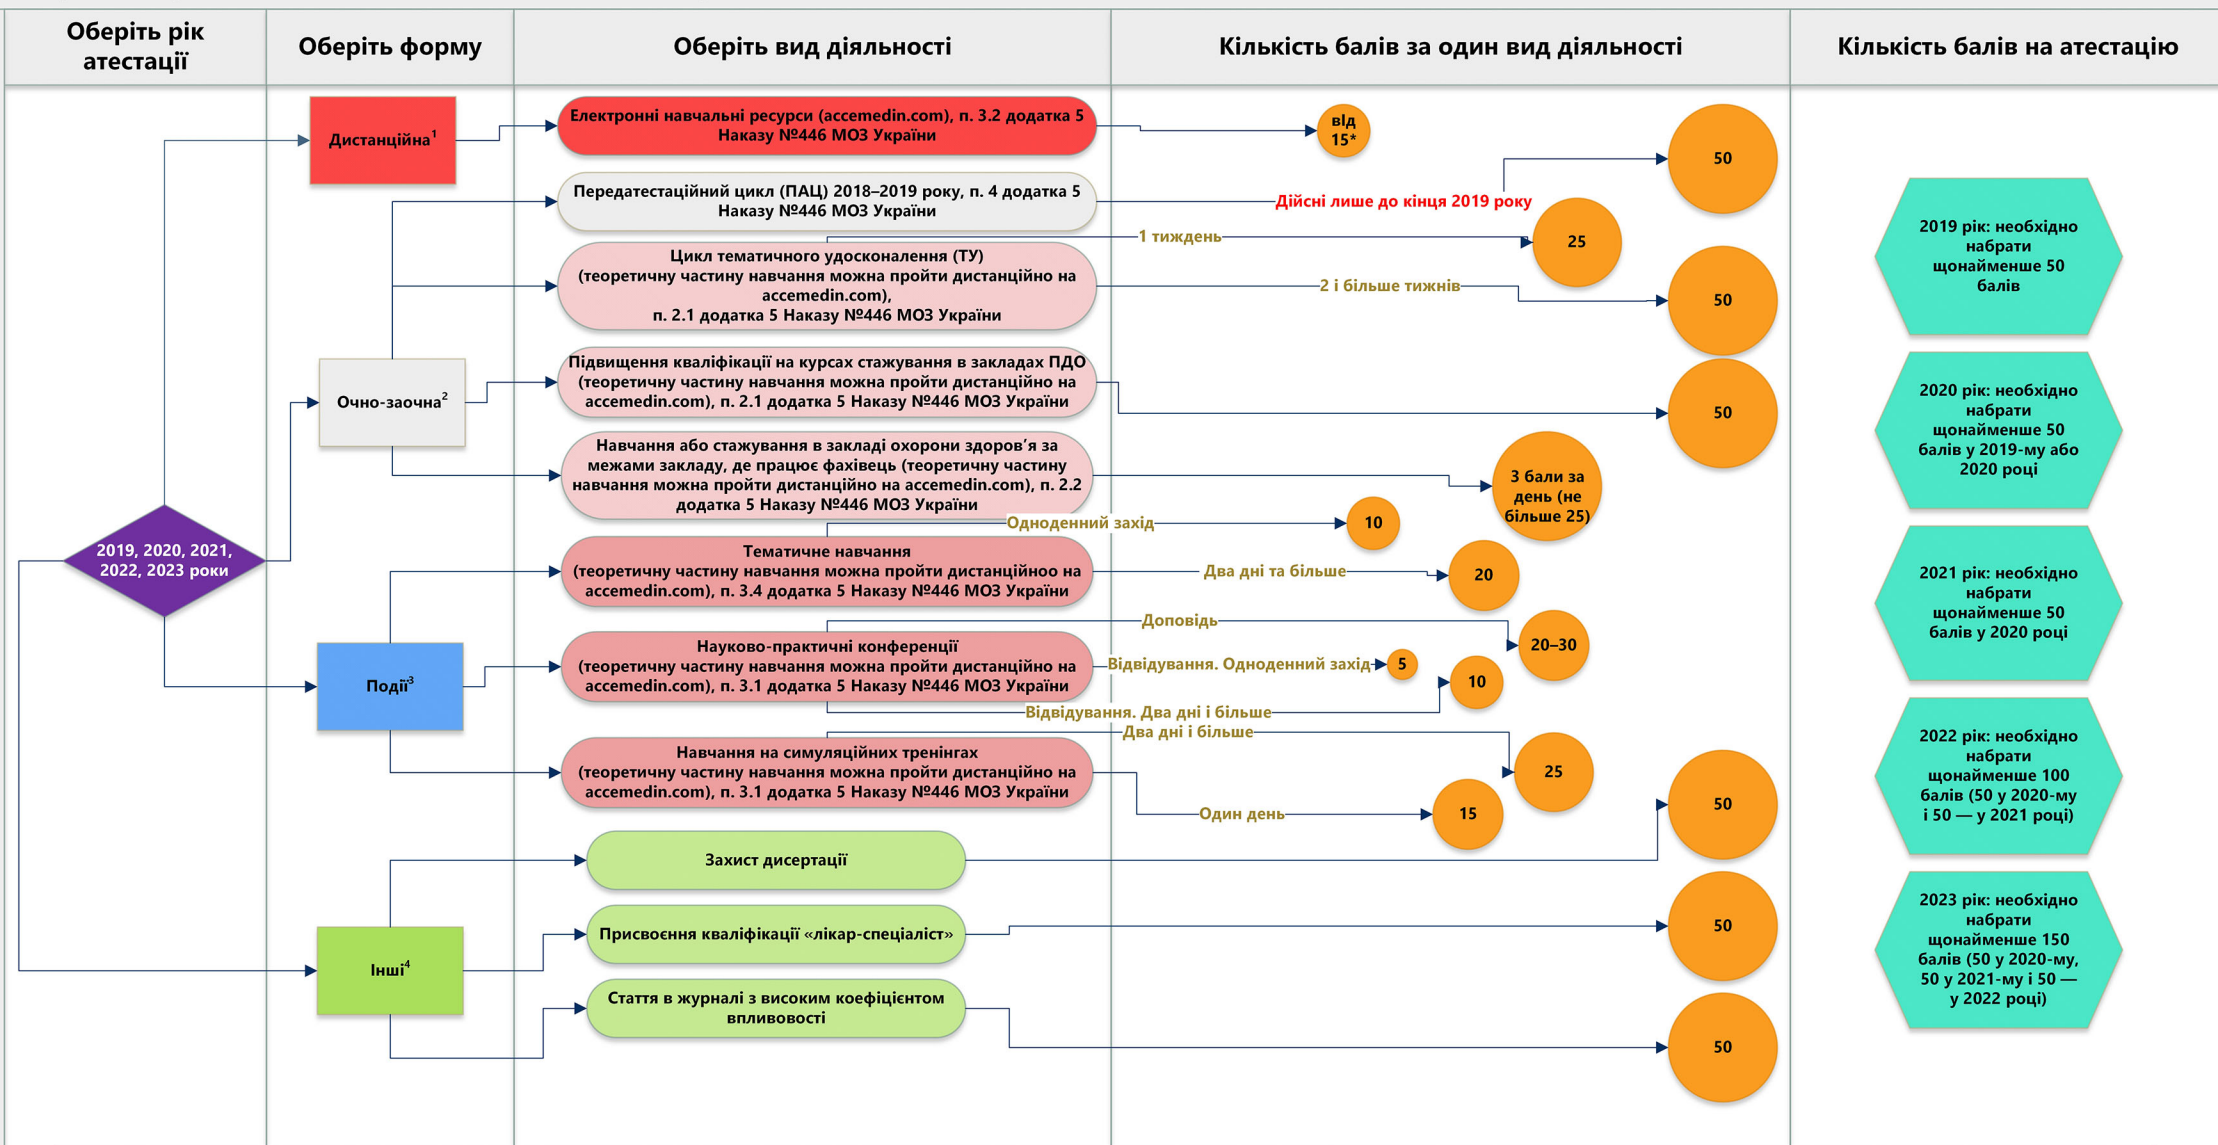 Оберіть рік
атестації
Оберіть форму
Оберіть вид діяльності
Кількість балів за один вид діяльності
Кількість балів на атестацію
2019, 2020, 2021,
2022, 2023 роки
Дистанційна1
Електронні навчальні ресурси (accemedin.com), п. 3.2 додатка 5
Наказу №446 МОЗ України
від
15*
Очно-заочна2
Передатестаційний цикл (ПАЦ) 2018–2019 року, п. 4 додатка 5
Наказу №446 МОЗ України
Дійсні лише до кінця 2019 року
50
Цикл тематичного удосконалення (ТУ)
(теоретичну частину навчання можна пройти дистанційно на
accemedin.com),
п. 2.1 додатка 5 Наказу №446 МОЗ України
1 тиждень
25
2 і більше тижнів
50
Підвищення кваліфікації на курсах стажування в закладах ПДО
(теоретичну частину навчання можна пройти дистанційно на
accemedin.com), п. 2.1 додатка 5 Наказу №446 МОЗ України
50
Навчання або стажування в закладі охорони здоров’я за
межами закладу, де працює фахівець (теоретичну частину
навчання можна пройти дистанційно на accemedin.com), п. 2.2
додатка 5 Наказу №446 МОЗ України
3 бали за
день (не
більше 25)
Події3
Тематичне навчання
(теоретичну частину навчання можна пройти дистанційноо на
accemedin.com), п. 3.4 додатка 5 Наказу №446 МОЗ України
Одноденний захід
10
Два дні та більше
20
Науково-практичні конференції
(теоретичну частину навчання можна пройти дистанційно на
accemedin.com), п. 3.1 додатка 5 Наказу №446 МОЗ України
Доповідь
20–30
Відвідування. Одноденний захід
5
Відвідування. Два дні і більше
10
Навчання на симуляційних тренінгах
(теоретичну частину навчання можна пройти дистанційно на
accemedin.com), п. 3.1 додатка 5 Наказу №446 МОЗ України
Два дні і більше
25
Один день
15
Інші4
Захист дисертації
50
Присвоєння кваліфікації «лікар-спеціаліст»
50
Стаття в журналі з високим коефіцієнтом
впливовості
50
2019 рік: необхідно
набрати
щонайменше 50
балів
2020 рік: необхідно
набрати
щонайменше 50
балів у 2019-му або
2020 році
2021 рік: необхідно
набрати
щонайменше 50
балів у 2020 році
2022 рік: необхідно
набрати
щонайменше 100
балів (50 у 2020-му
і 50 — у 2021 році)
2023 рік: необхідно
набрати
щонайменше 150
балів (50 у 2020-му,
50 у 2021-му і 50 —
у 2022 році)